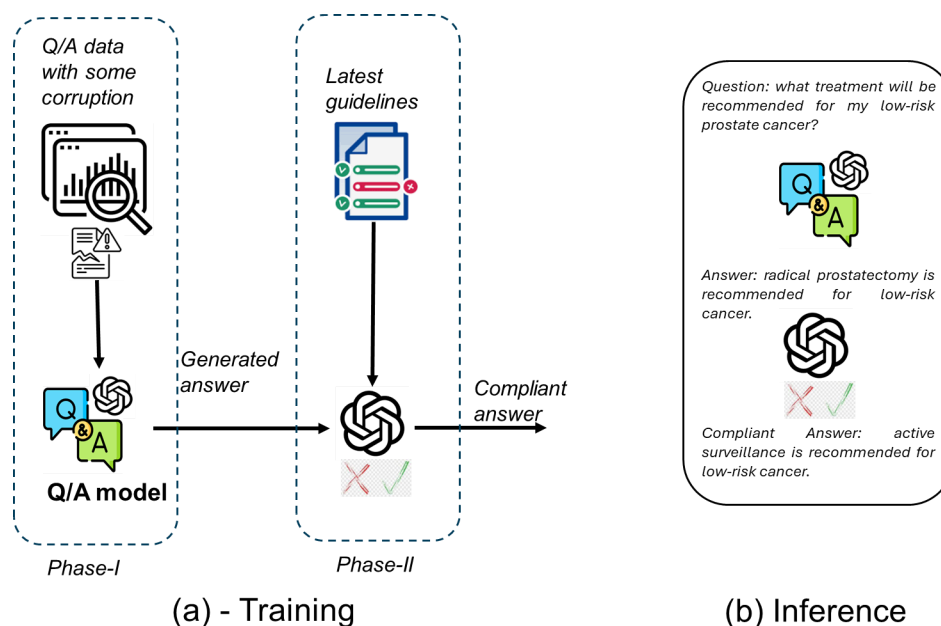 Q/A data
with some
corruption
Latest
guidelines
Generated
answer
Compliant
answer
Q
&
A
Q/A model
Phase-I
Phase-II
(a) - Training
Question: what treatment will be
recommended for my low-risk
prostate cancer?
Q
&
A
Answer: radical prostatectomy is
recommended for low-risk
cancer.
Compliant Answer: active
surveillance is recommended for
low-risk cancer.
(b) Inference